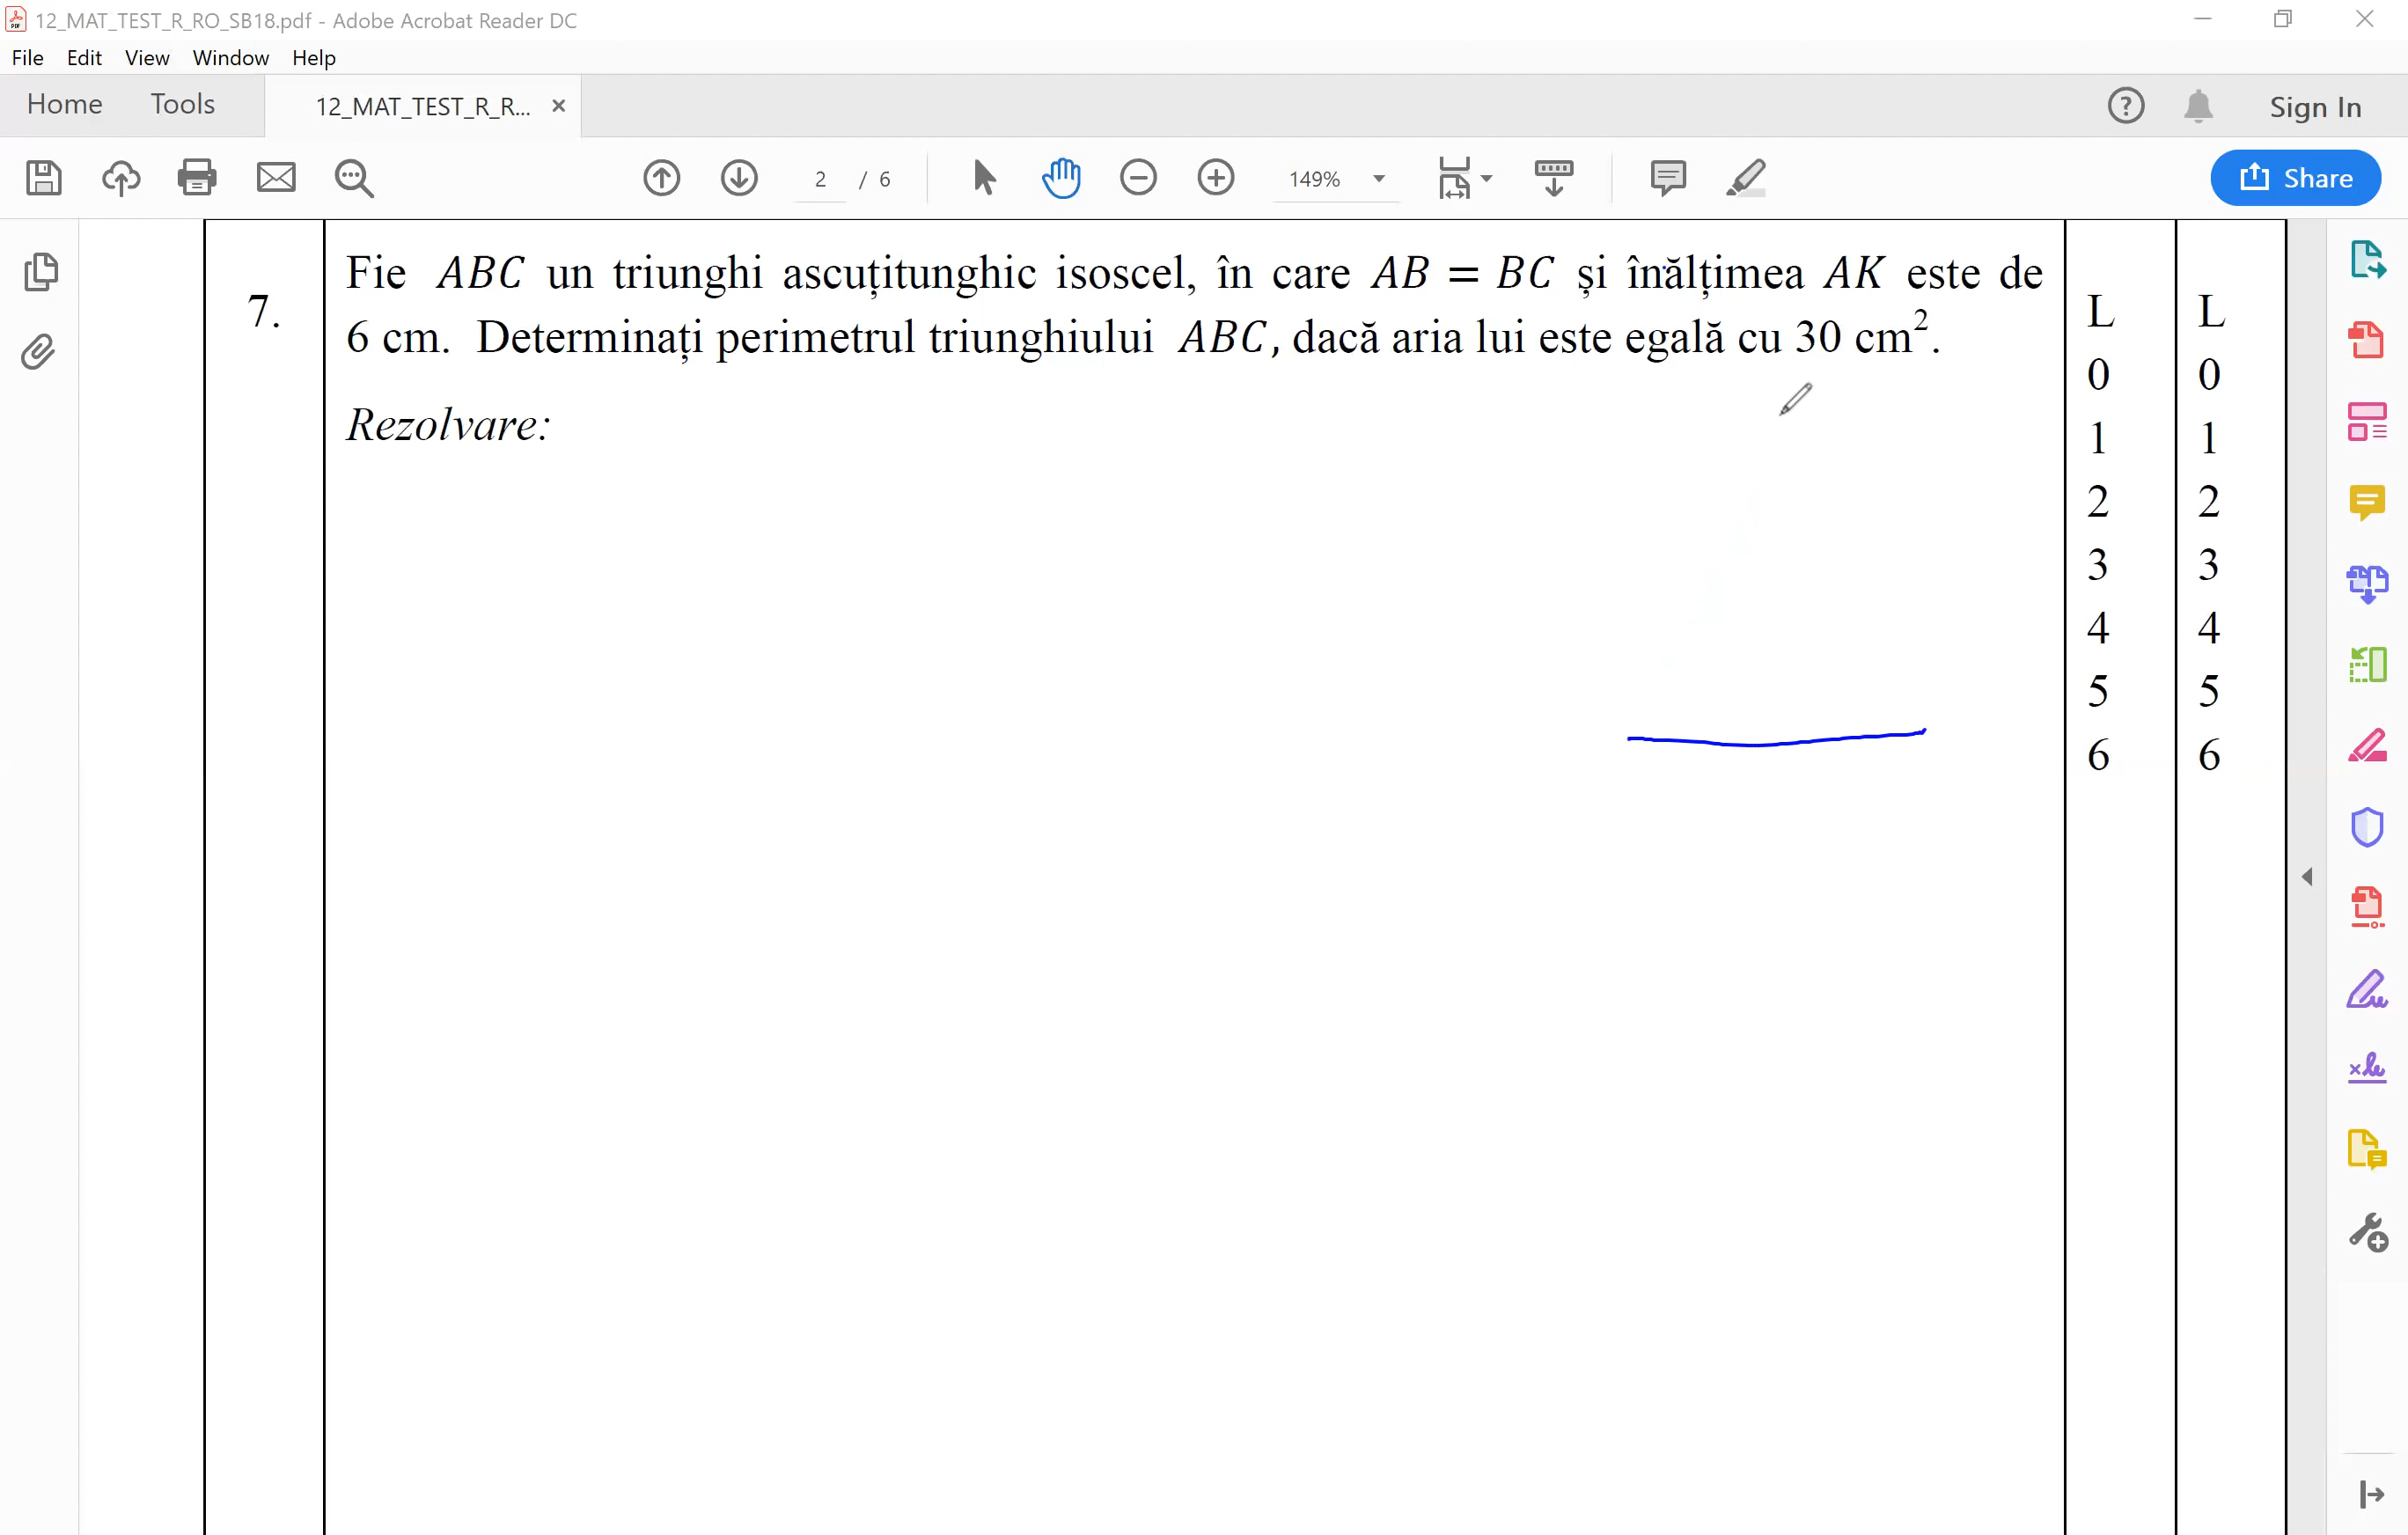 12_MAT_TEST_R_RO_SB18.pdf - Adobe Acrobat Reader DC
File Edit View Window Help
Home Tools 12_MAT_TEST_R_R... × Sign In
2 / 6 149% Share
7.
Fie ABC un triunghi ascuțitunghic isoscel, în care AB = BC și înălțimea AK este de
6 cm. Determinați perimetrul triunghiului ABC, dacă aria lui este egală cu 30 cm².
Rezolvare:
L L
0 0
1 1
2 2
3 3
4 4
5 5
6 6